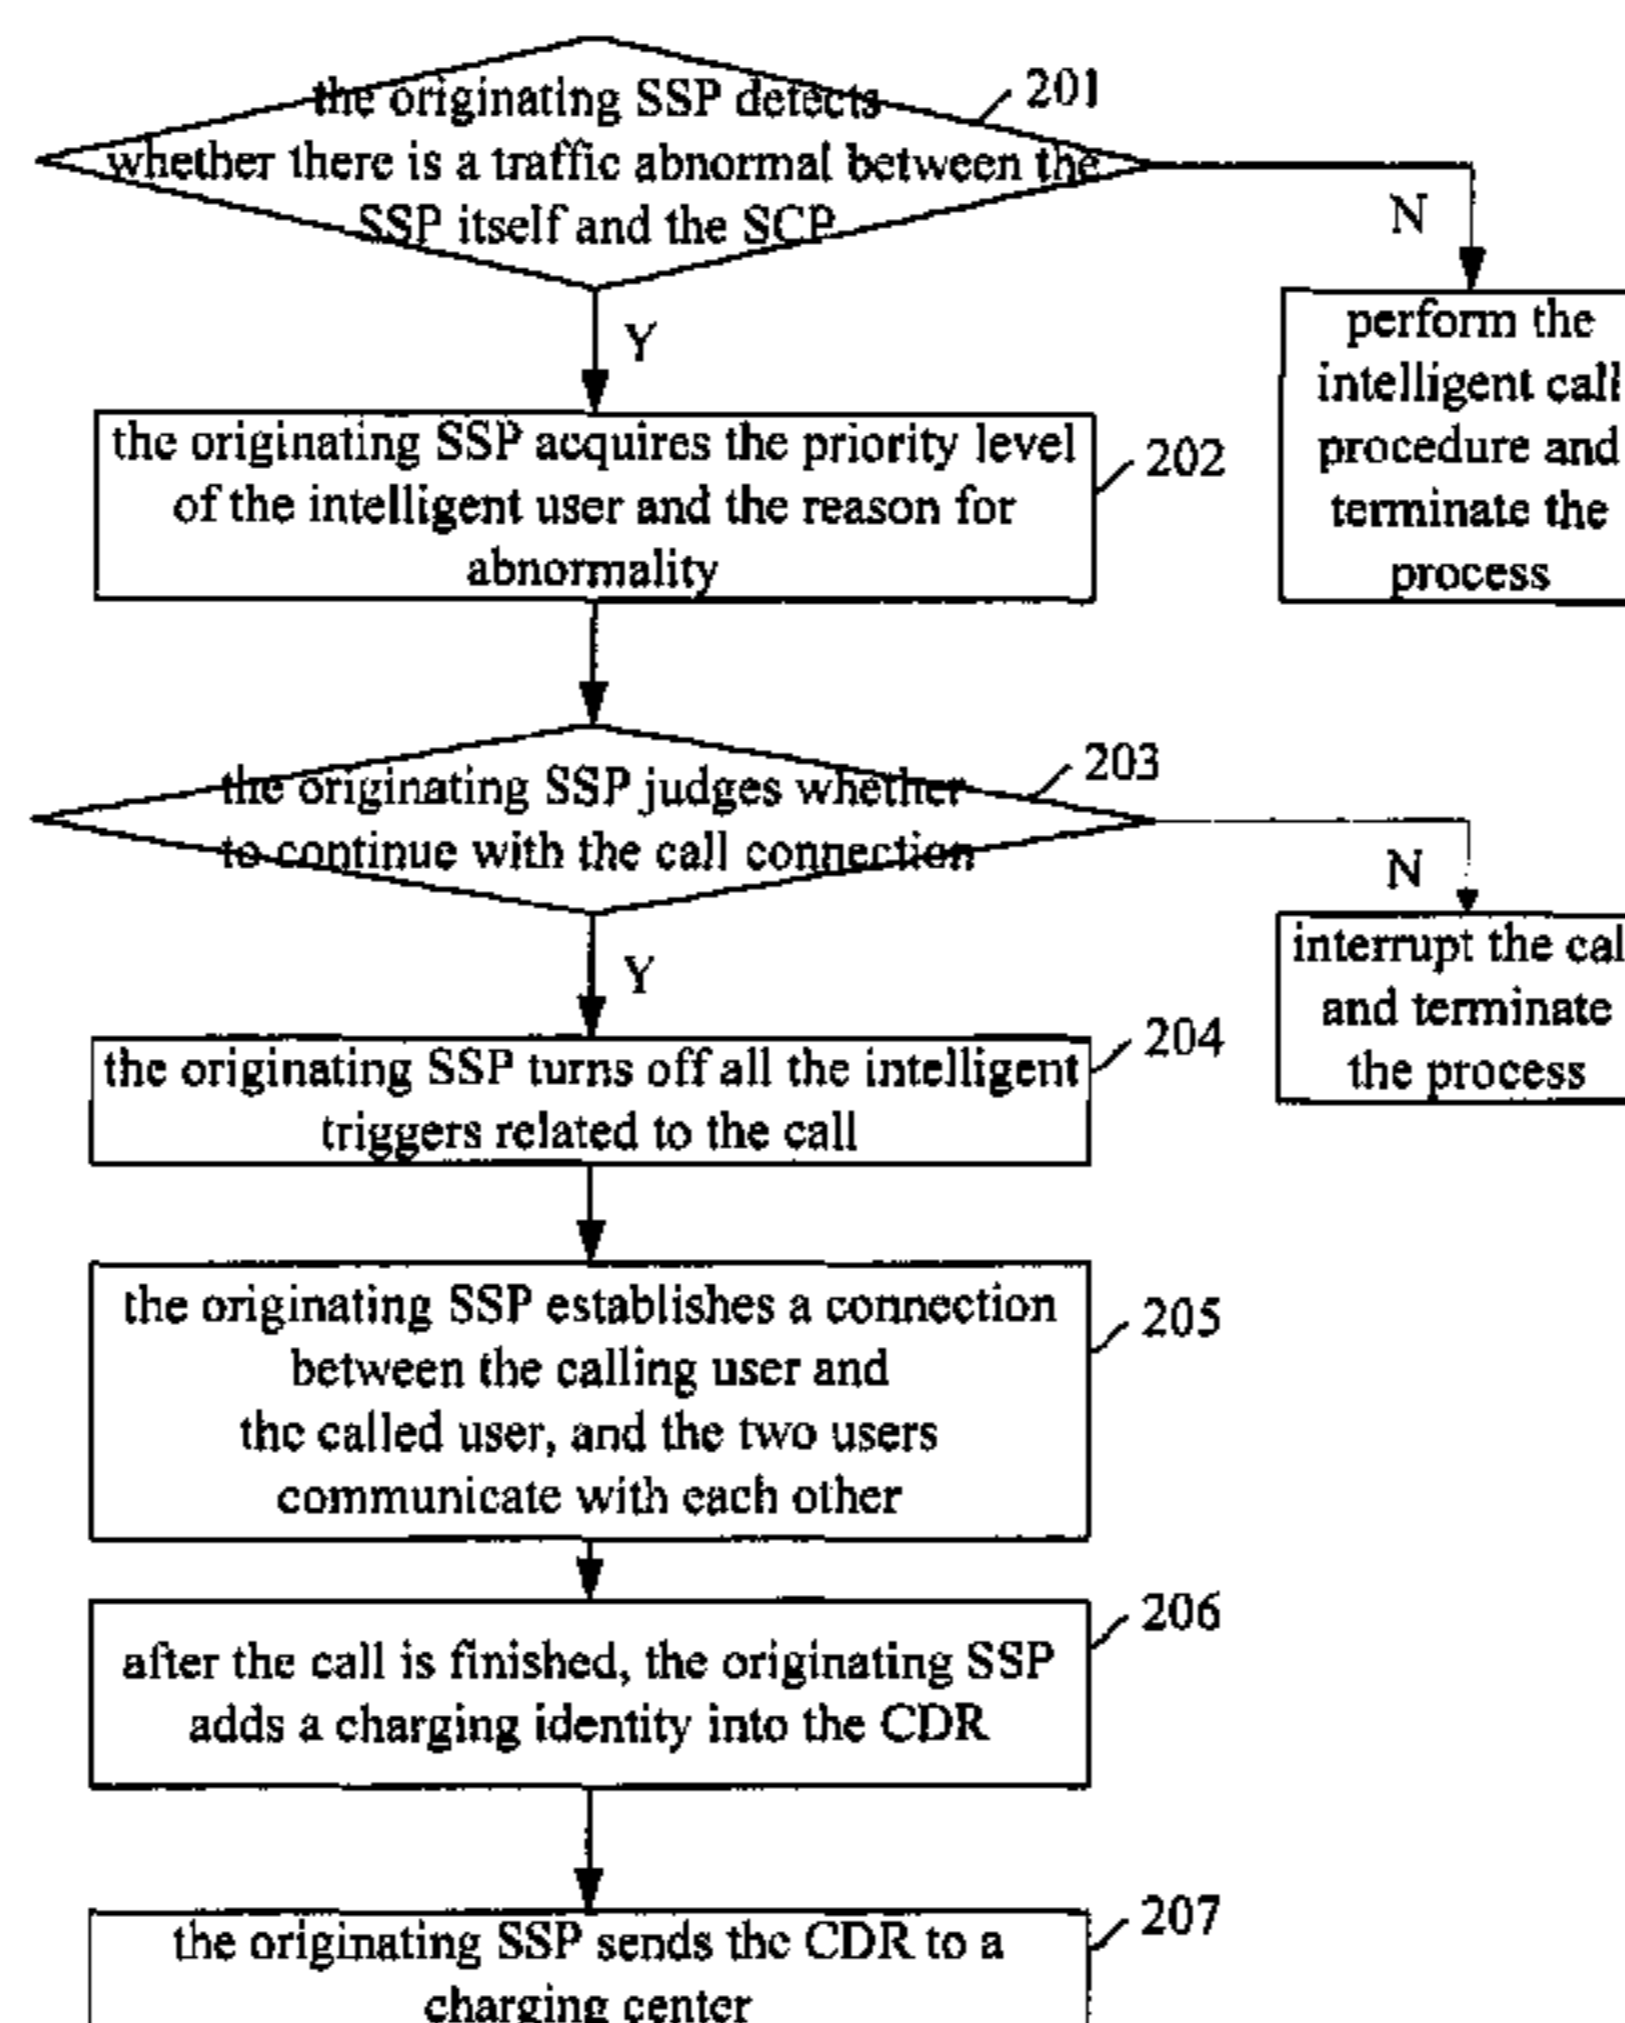 the originating SSP detects
whether there is a traffic abnormal between the
SSP itself and the SCP
201
N
Y
perform the
intelligent call
procedure and
terminate the
process
the originating SSP acquires the priority level
of the intelligent user and the reason for
abnormality
202
the originating SSP judges whether
to continue with the call connection
203
N
Y
interrupt the cal
and terminate
the process
the originating SSP turns off all the intelligent
triggers related to the call
204
the originating SSP establishes a connection
between the calling user and
the called user, and the two users
communicate with each other
205
after the call is finished, the originating SSP
adds a charging identity into the CDR
206
the originating SSP sends the CDR to a
charging center
207